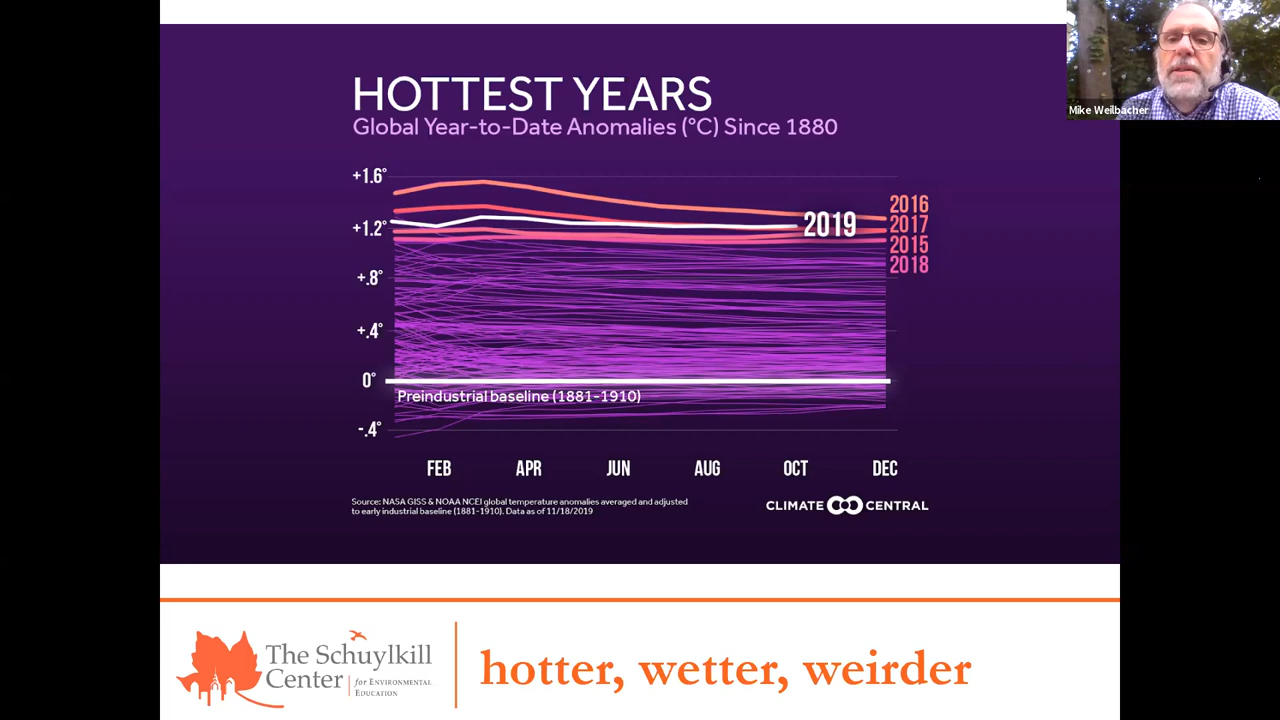 Mike Weilbacher
HOTTEST YEARS
Global Year-to-Date Anomalies (°C) Since 1880
+1.6°
+1.2°
+.8°
+.4°
0°
-.4°
2019
2016
2017
2015
2018
Preindustrial baseline (1881-1910)
FEB APR JUN AUG OCT DEC
Source: NASA GISS & NOAA NCEI global temperature anomalies averaged and adjusted
to early industrial baseline (1881-1910). Data as of 11/18/2019
CLIMATE CENTRAL
The Schuylkill
Center
for Environmental
Education
hotter, wetter, weirder